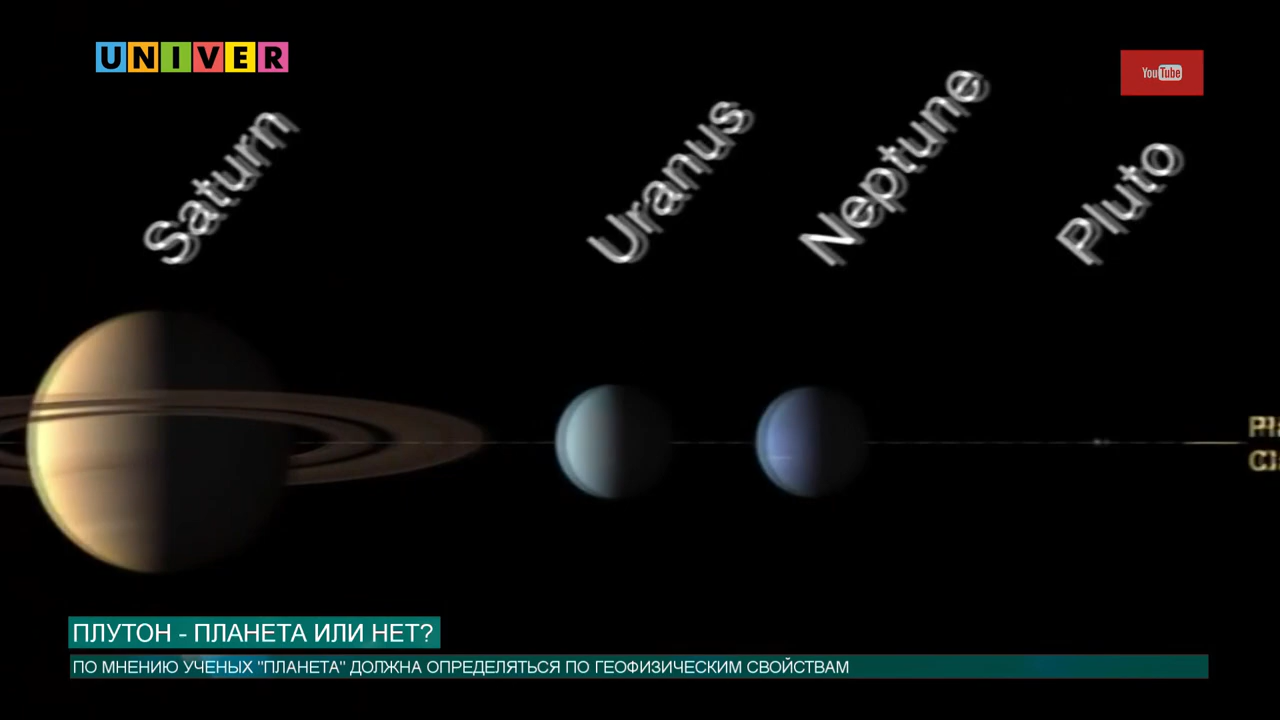 UNIVER
YouTube
Saturn
Uranus
Neptune
Pluto
ПЛУТОН - ПЛАНЕТА ИЛИ НЕТ?
ПО МНЕНИЮ УЧЕНЫХ "ПЛАНЕТА" ДОЛЖНА ОПРЕДЕЛЯТЬСЯ ПО ГЕОФИЗИЧЕСКИМ СВОЙСТВАМ